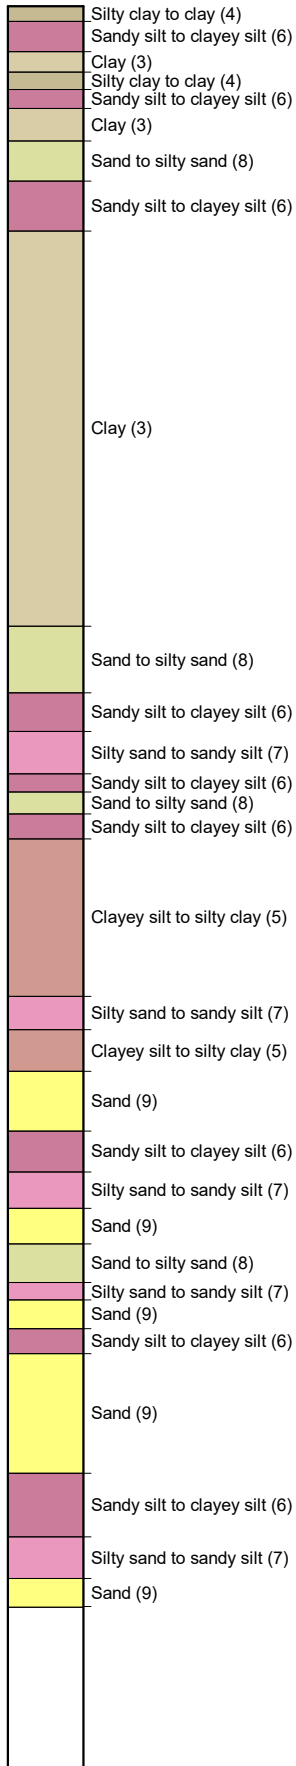 Silty clay to clay (4)
Sandy silt to clayey silt (6)
Clay (3)
Silty clay to clay (4)
Sandy silt to clayey silt (6)
Clay (3)
Sand to silty sand (8)
Sandy silt to clayey silt (6)
Clay (3)
Sand to silty sand (8)
Sandy silt to clayey silt (6)
Silty sand to sandy silt (7)
Sandy silt to clayey silt (6)
Sand to silty sand (8)
Sandy silt to clayey silt (6)
Clayey silt to silty clay (5)
Silty sand to sandy silt (7)
Clayey silt to silty clay (5)
Sand (9)
Sandy silt to clayey silt (6)
Silty sand to sandy silt (7)
Sand (9)
Sand to silty sand (8)
Silty sand to sandy silt (7)
Sand (9)
Sandy silt to clayey silt (6)
Sand (9)
Sandy silt to clayey silt (6)
Silty sand to sandy silt (7)
Sand (9)